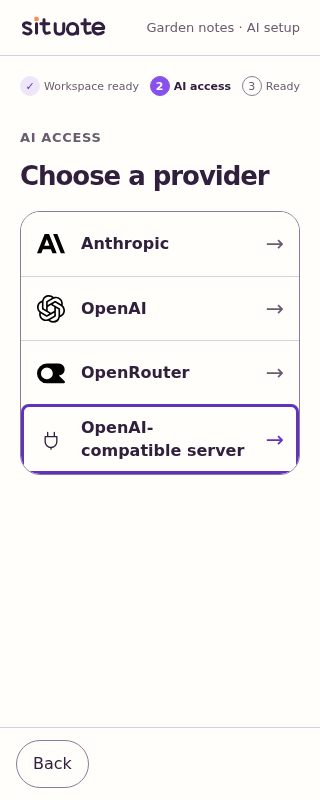 situate
Garden notes · AI setup
✓ Workspace ready 2 AI access 3 Ready
AI ACCESS
Choose a provider
Anthropic →
OpenAI →
OpenRouter →
OpenAI-
compatible server →
Back